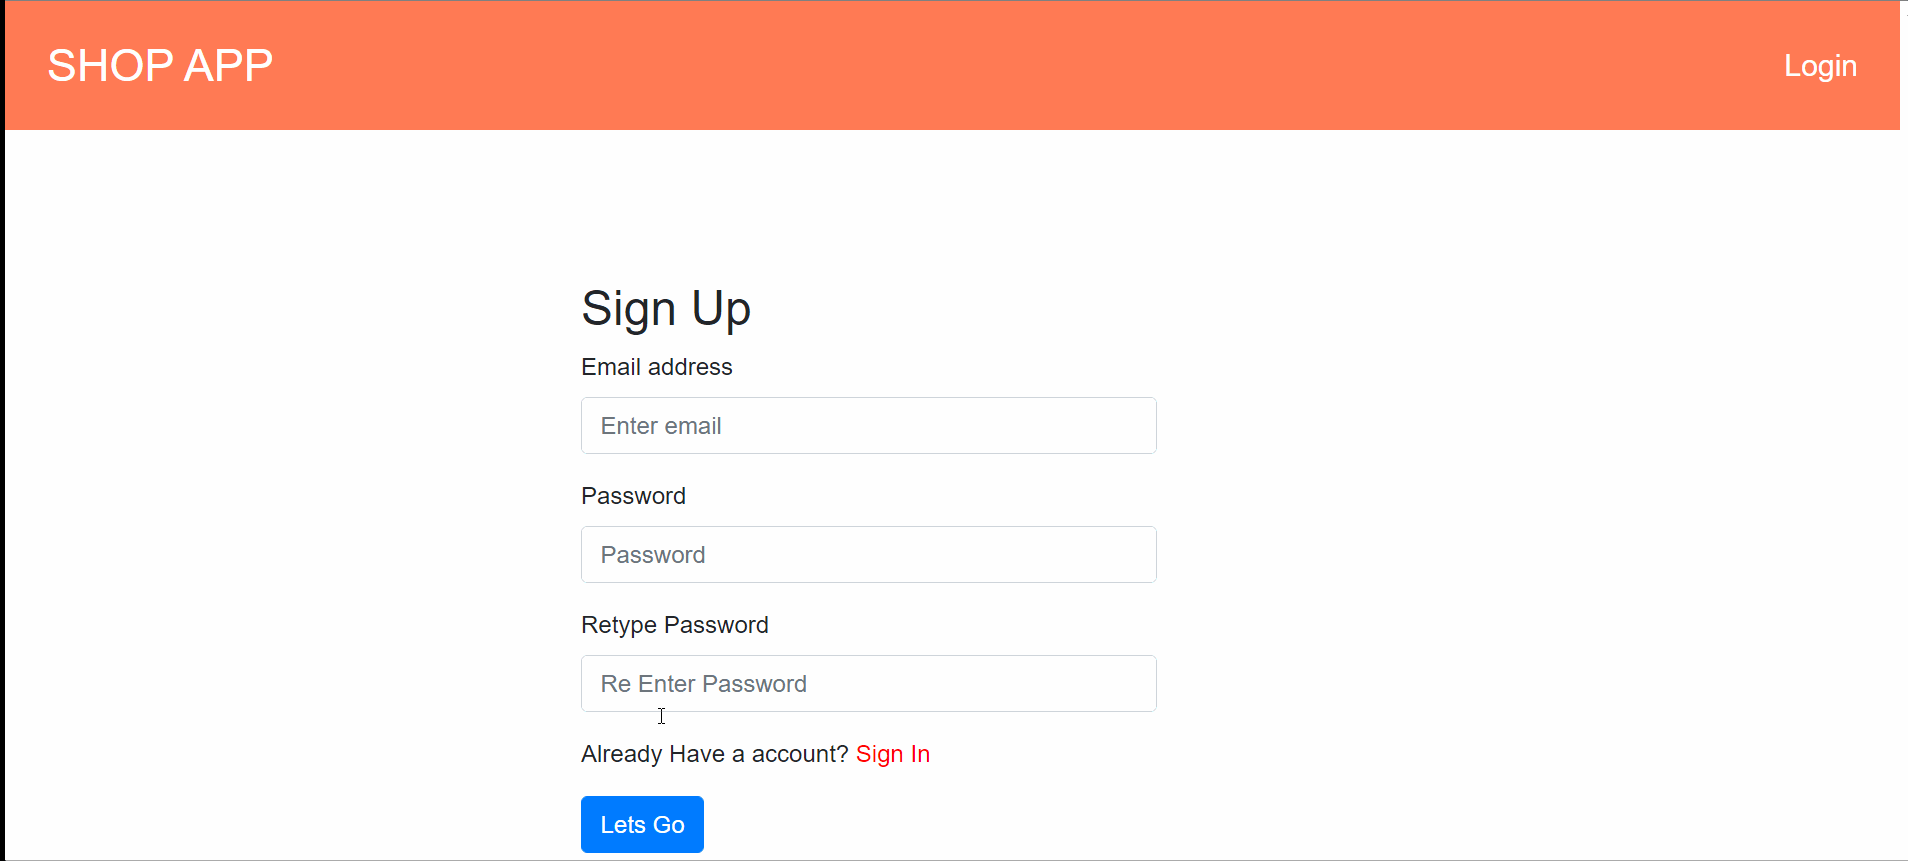 SHOP APP
Login
Sign Up
Email address
Enter email
Password
Password
Retype Password
Re Enter Password
Already Have a account? Sign In
Lets Go